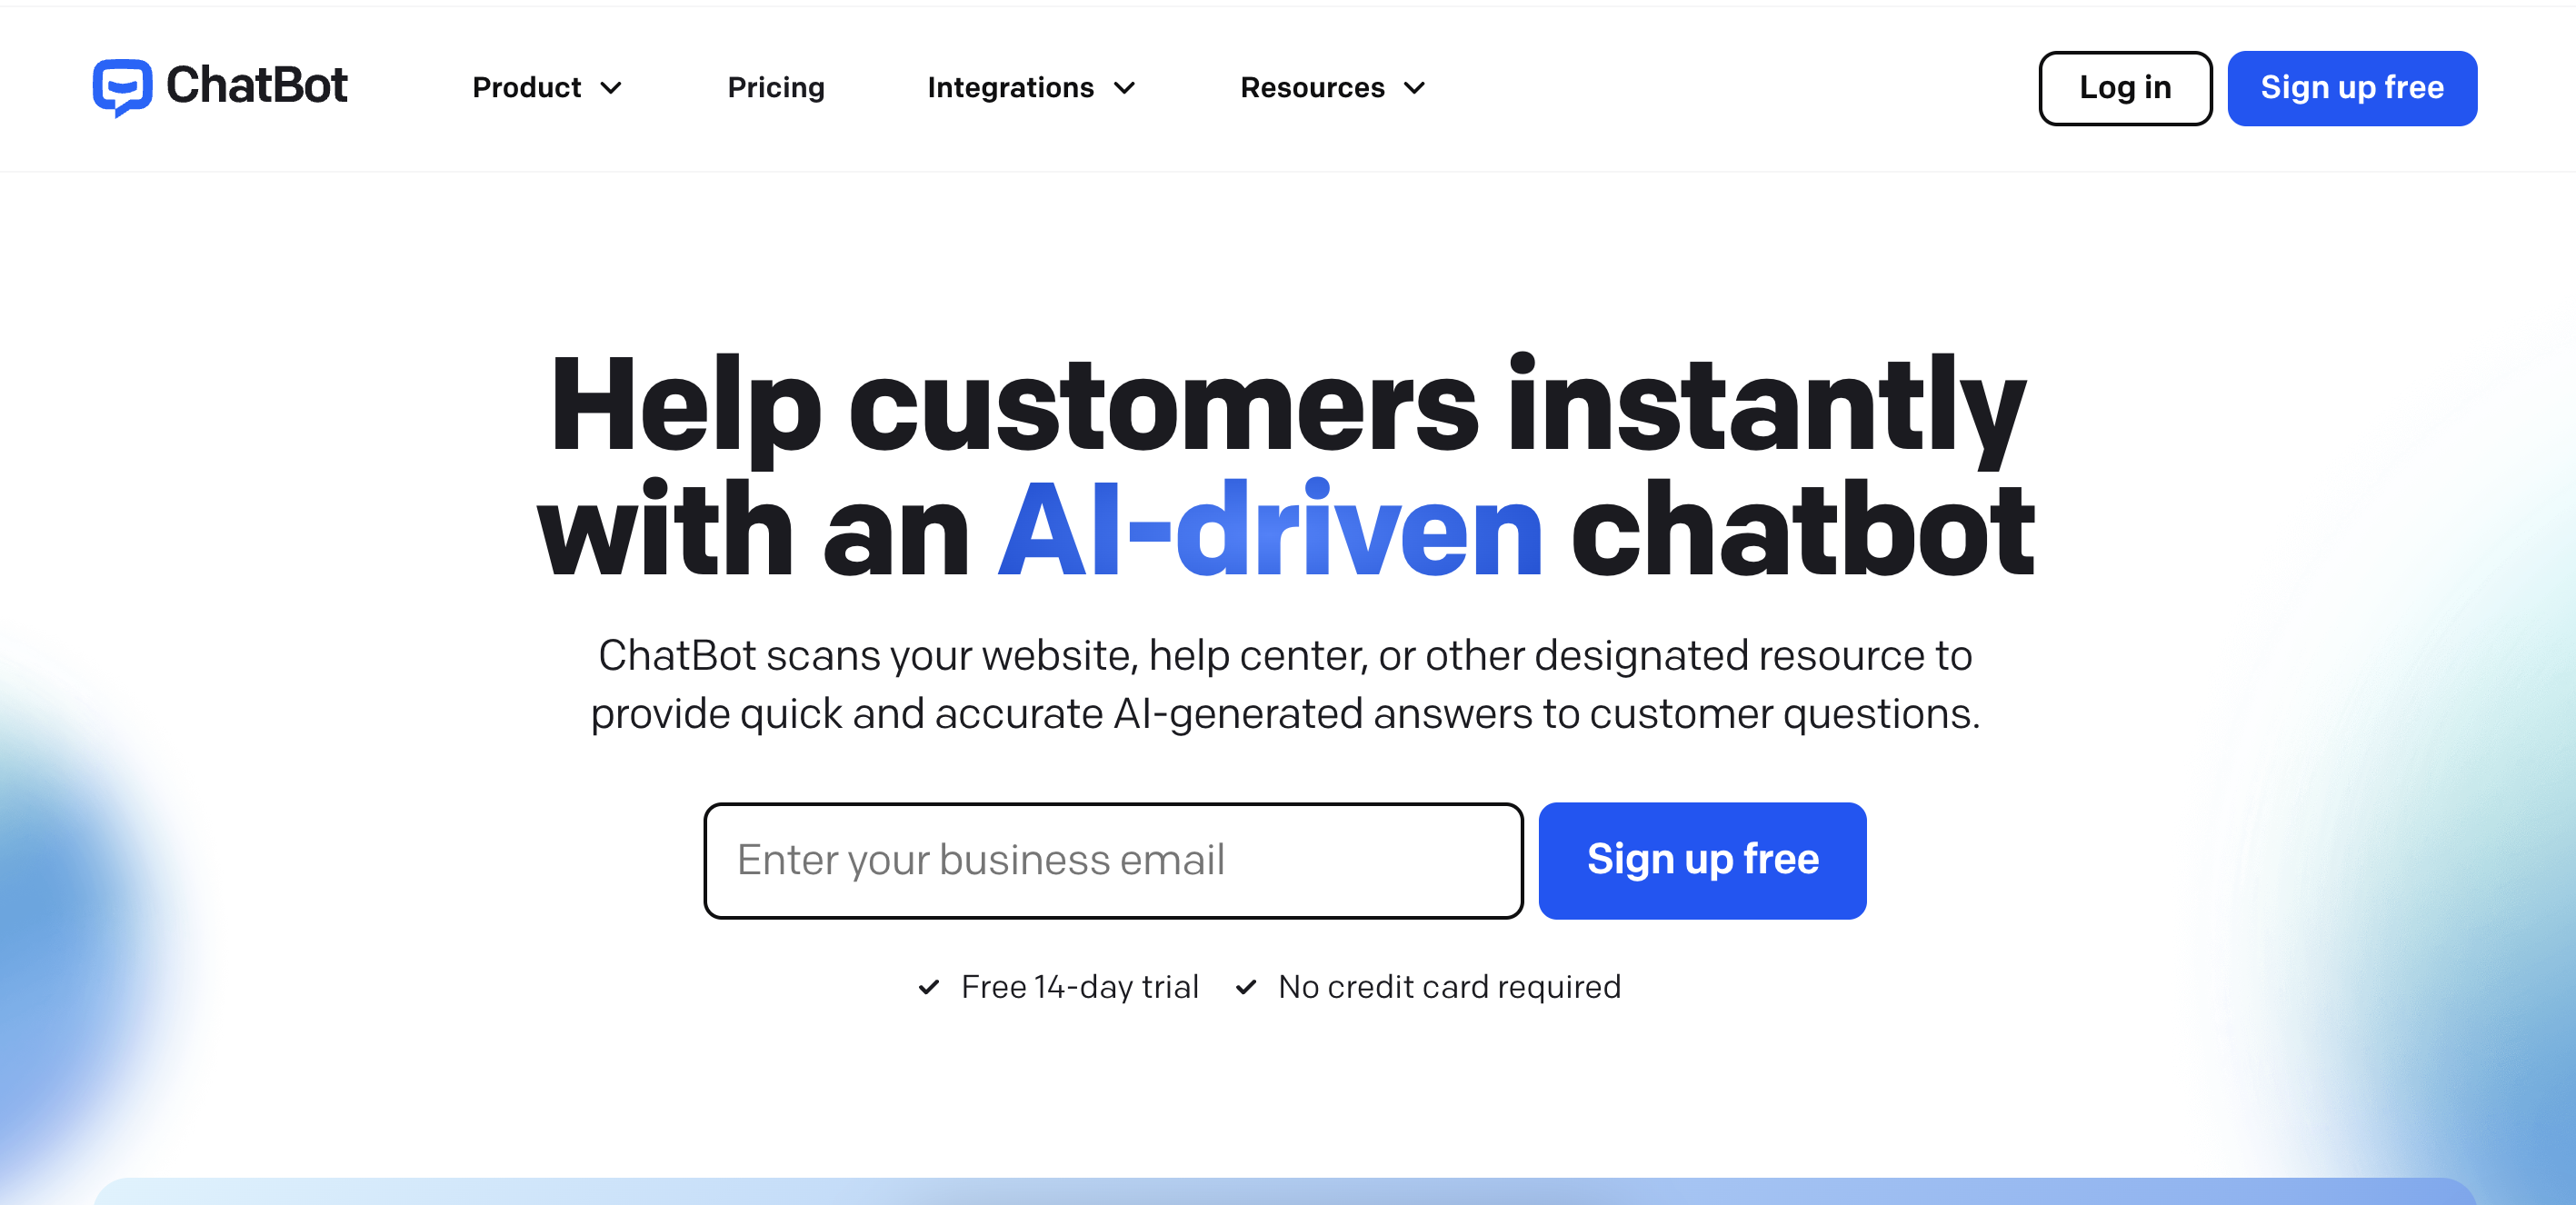 ChatBot
Product
Pricing
Integrations
Resources
Log in
Sign up free
Help customers instantly
with an AI-driven chatbot
ChatBot scans your website, help center, or other designated resource to
provide quick and accurate AI-generated answers to customer questions.
Enter your business email
Sign up free
Free 14-day trial
No credit card required